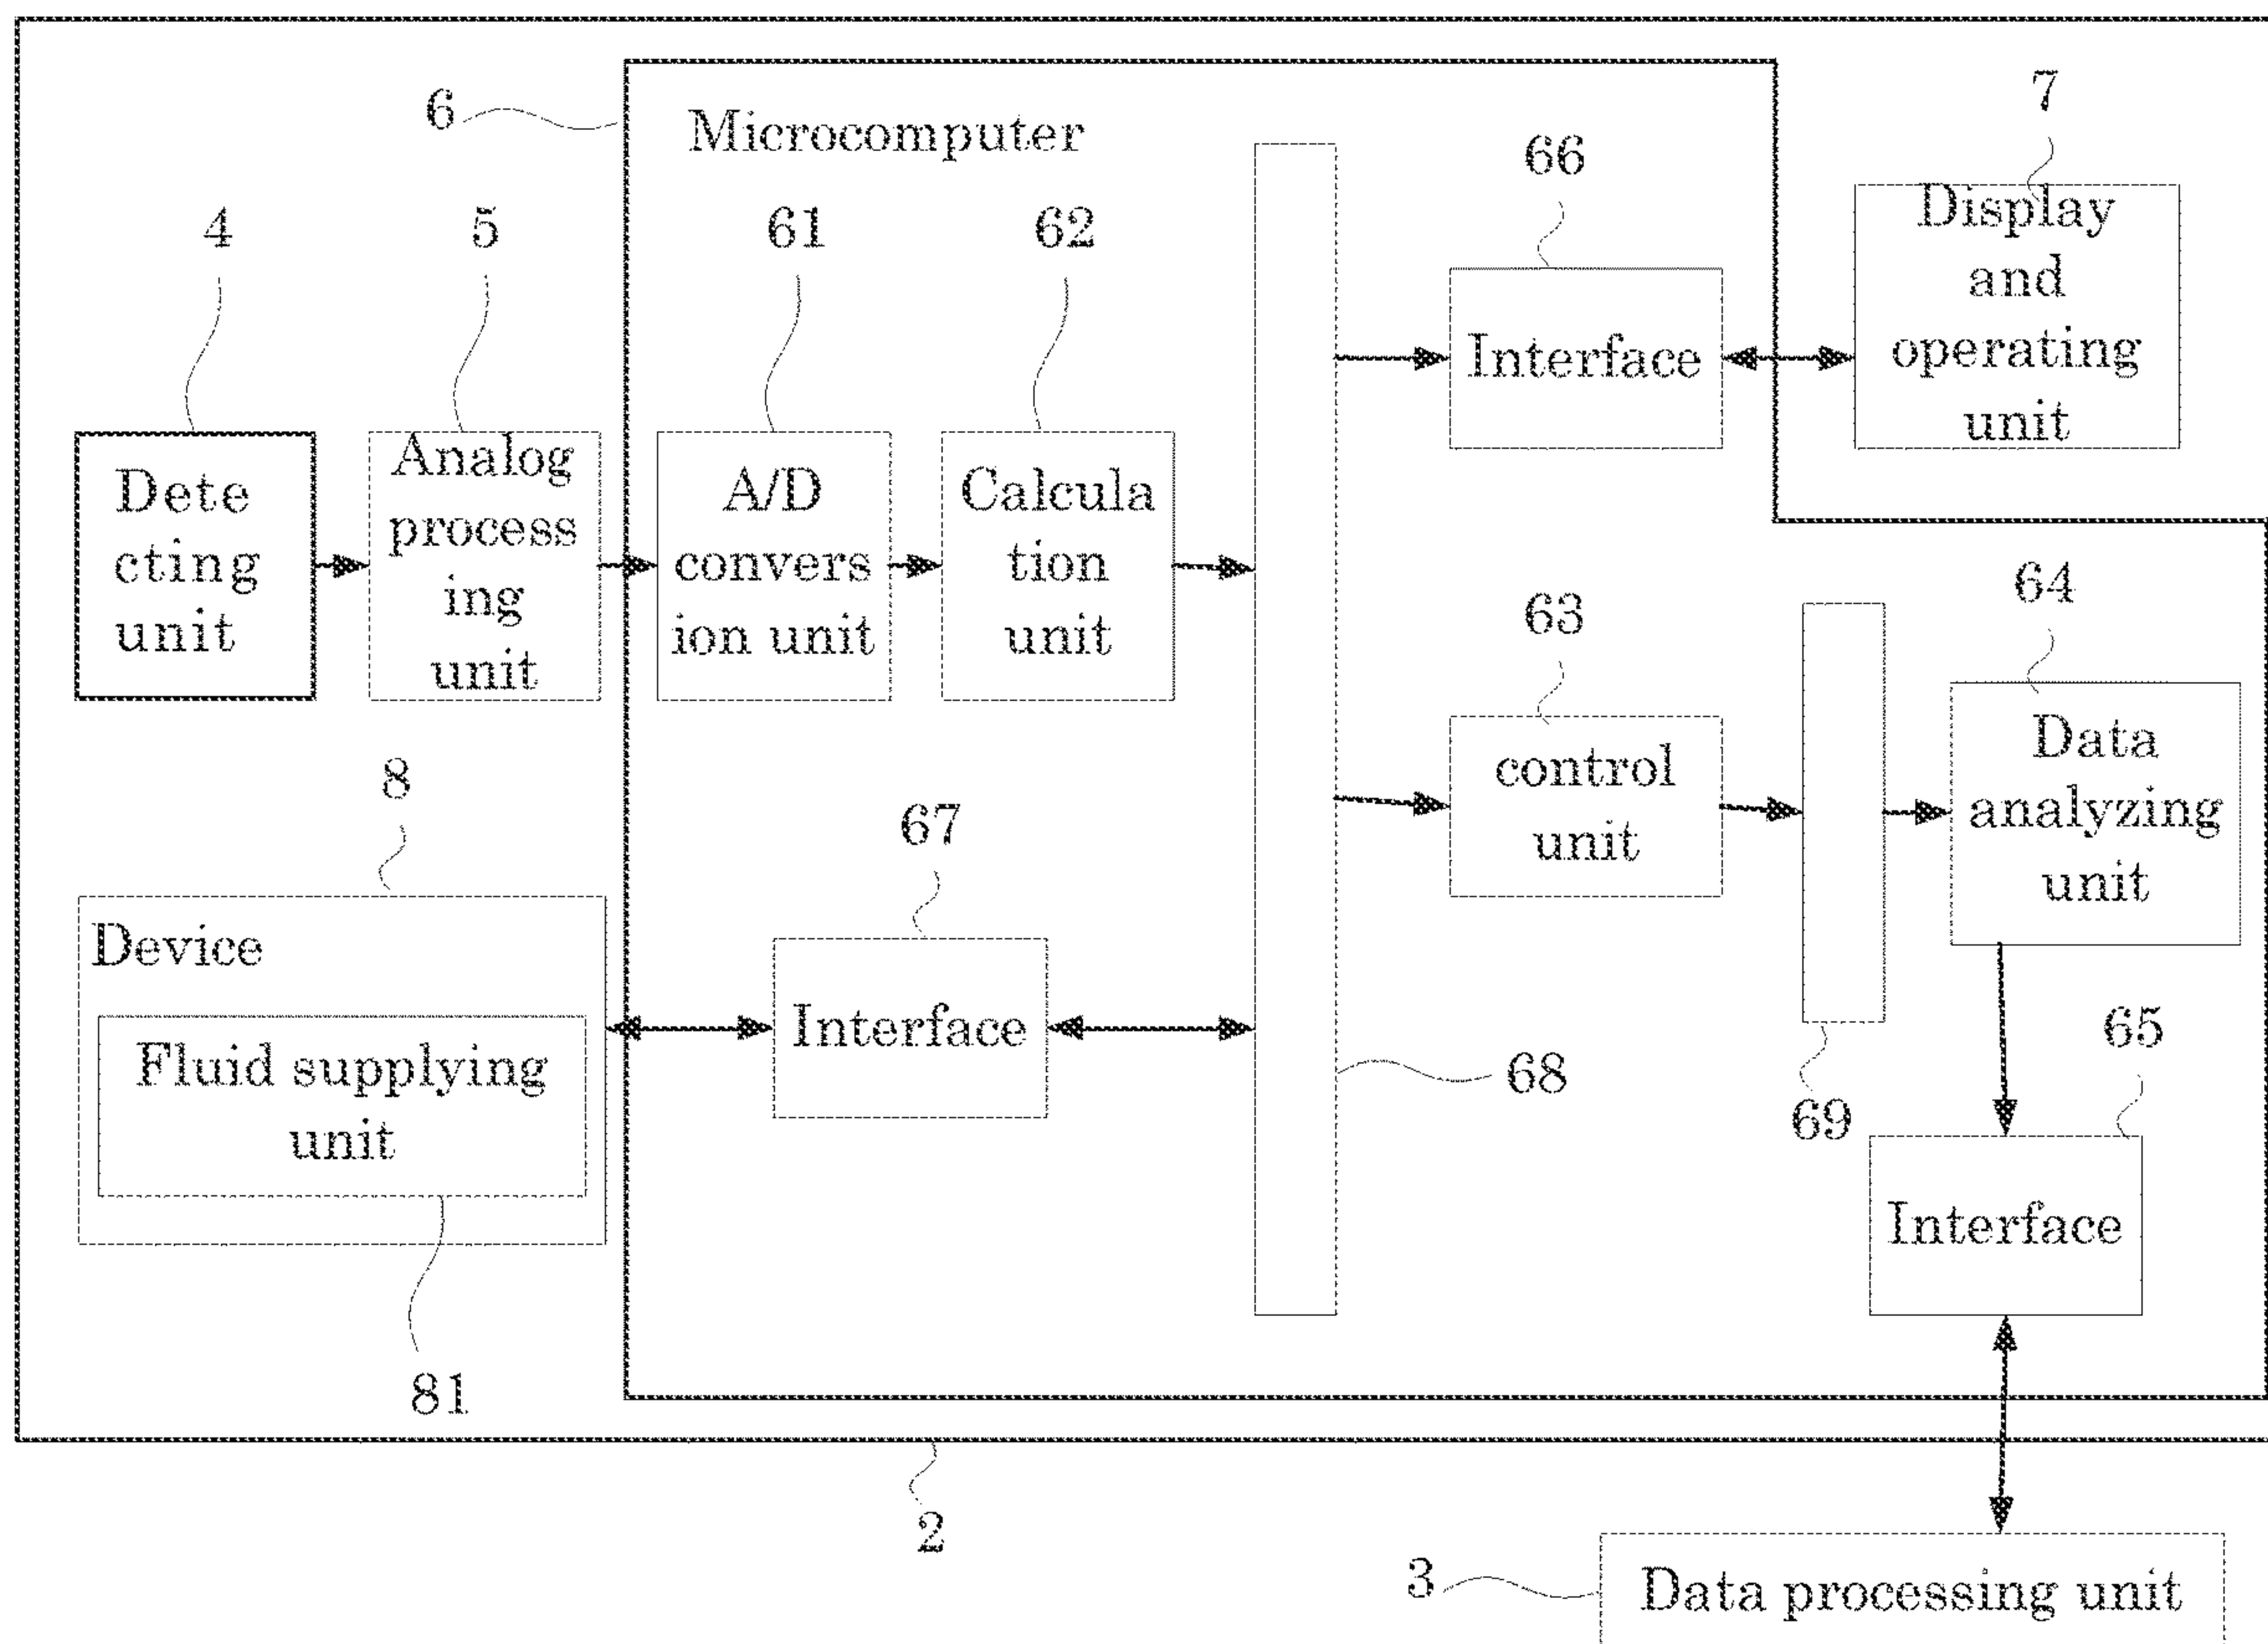 6
Microcomputer
7
66
4
5
61
62
Display
and
operating
unit
Interface
Dete
cting
unit
Analog
process
ing
unit
A/D
convers
ion unit
Calcula
tion
unit
63
64
control
unit
Data
analyzing
unit
8
67
Device
Fluid supplying
unit
Interface
65
68
69
Interface
81
2
3
Data processing unit